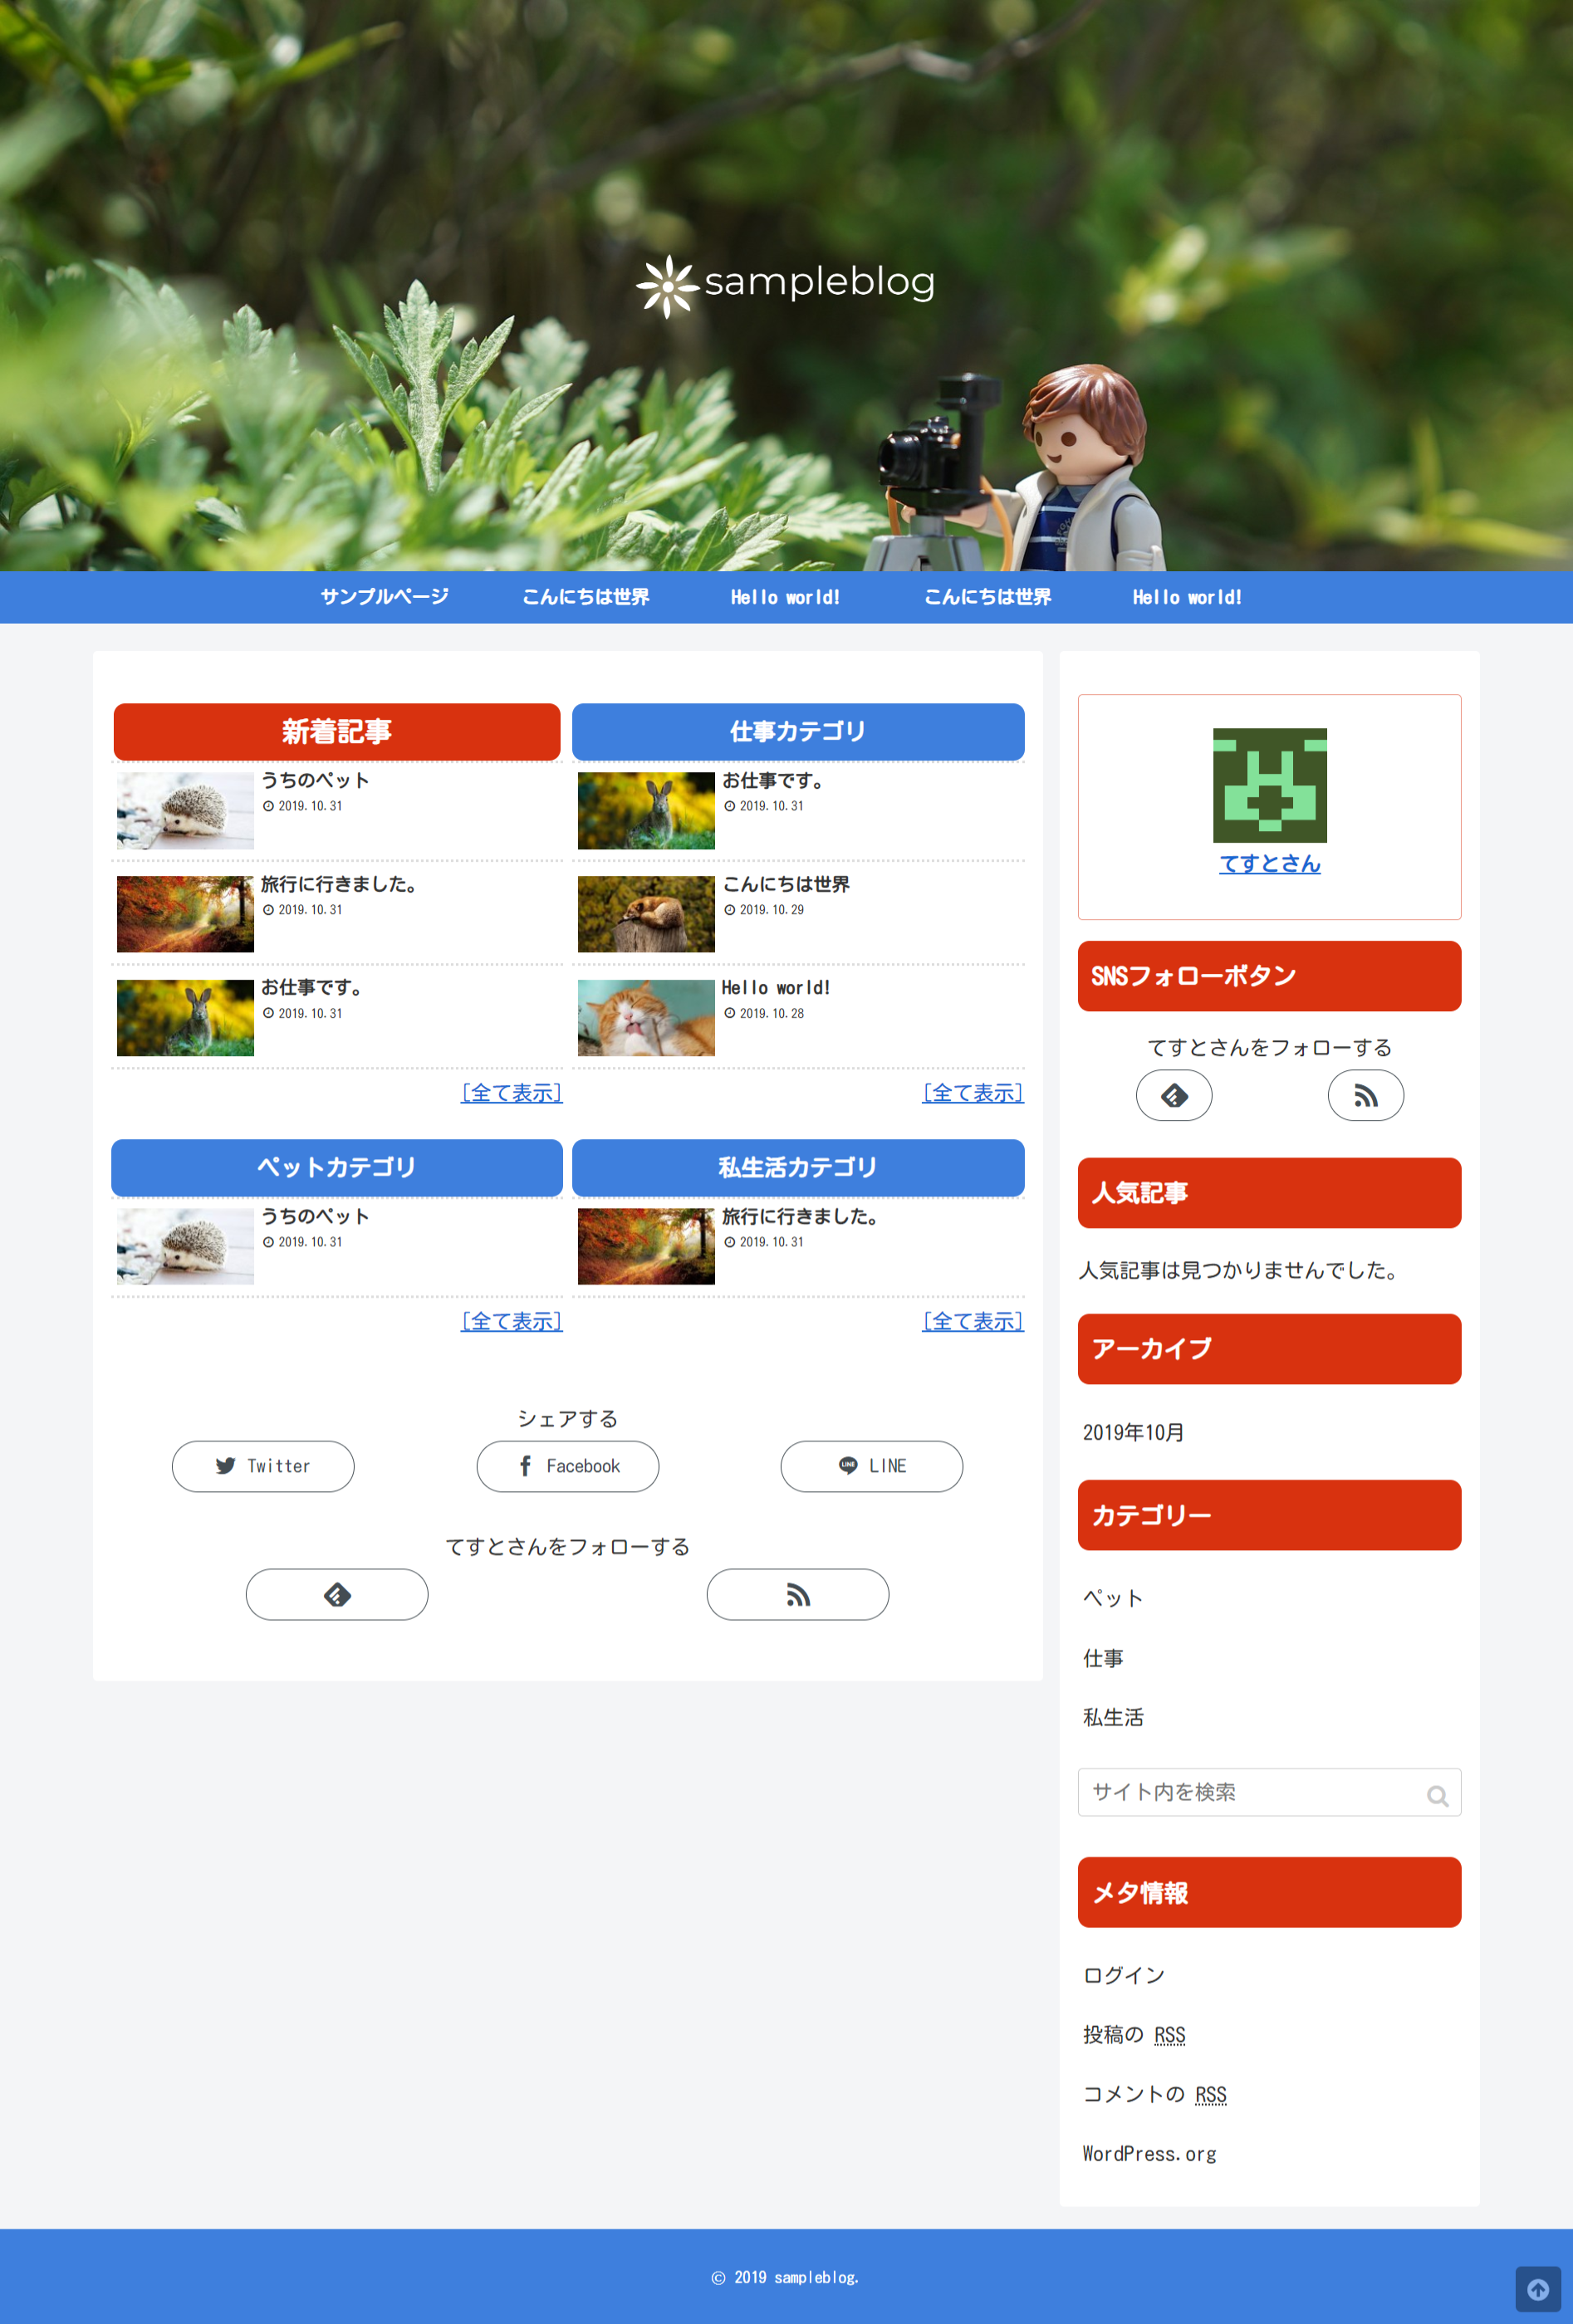 sampleblog
サンプルページ
こんにちは世界
Hello world!
こんにちは世界
Hello world!
新着記事
うちのペット
2019.10.31
旅行に行きました。
2019.10.31
お仕事です。
2019.10.31
[全て表示]
仕事カテゴリ
お仕事です。
2019.10.31
こんにちは世界
2019.10.29
Hello world!
2019.10.28
[全て表示]
ペットカテゴリ
うちのペット
2019.10.31
[全て表示]
私生活カテゴリ
旅行に行きました。
2019.10.31
[全て表示]
シェアする
Twitter
Facebook
LINE
てすとさんをフォローする
てすとさん
SNSフォローボタン
てすとさんをフォローする
人気記事
人気記事は見つかりませんでした。
アーカイブ
2019年10月
カテゴリー
ペット
仕事
私生活
サイト内を検索
メタ情報
ログイン
投稿の RSS
コメントの RSS
WordPress.org
© 2019 sampleblog.